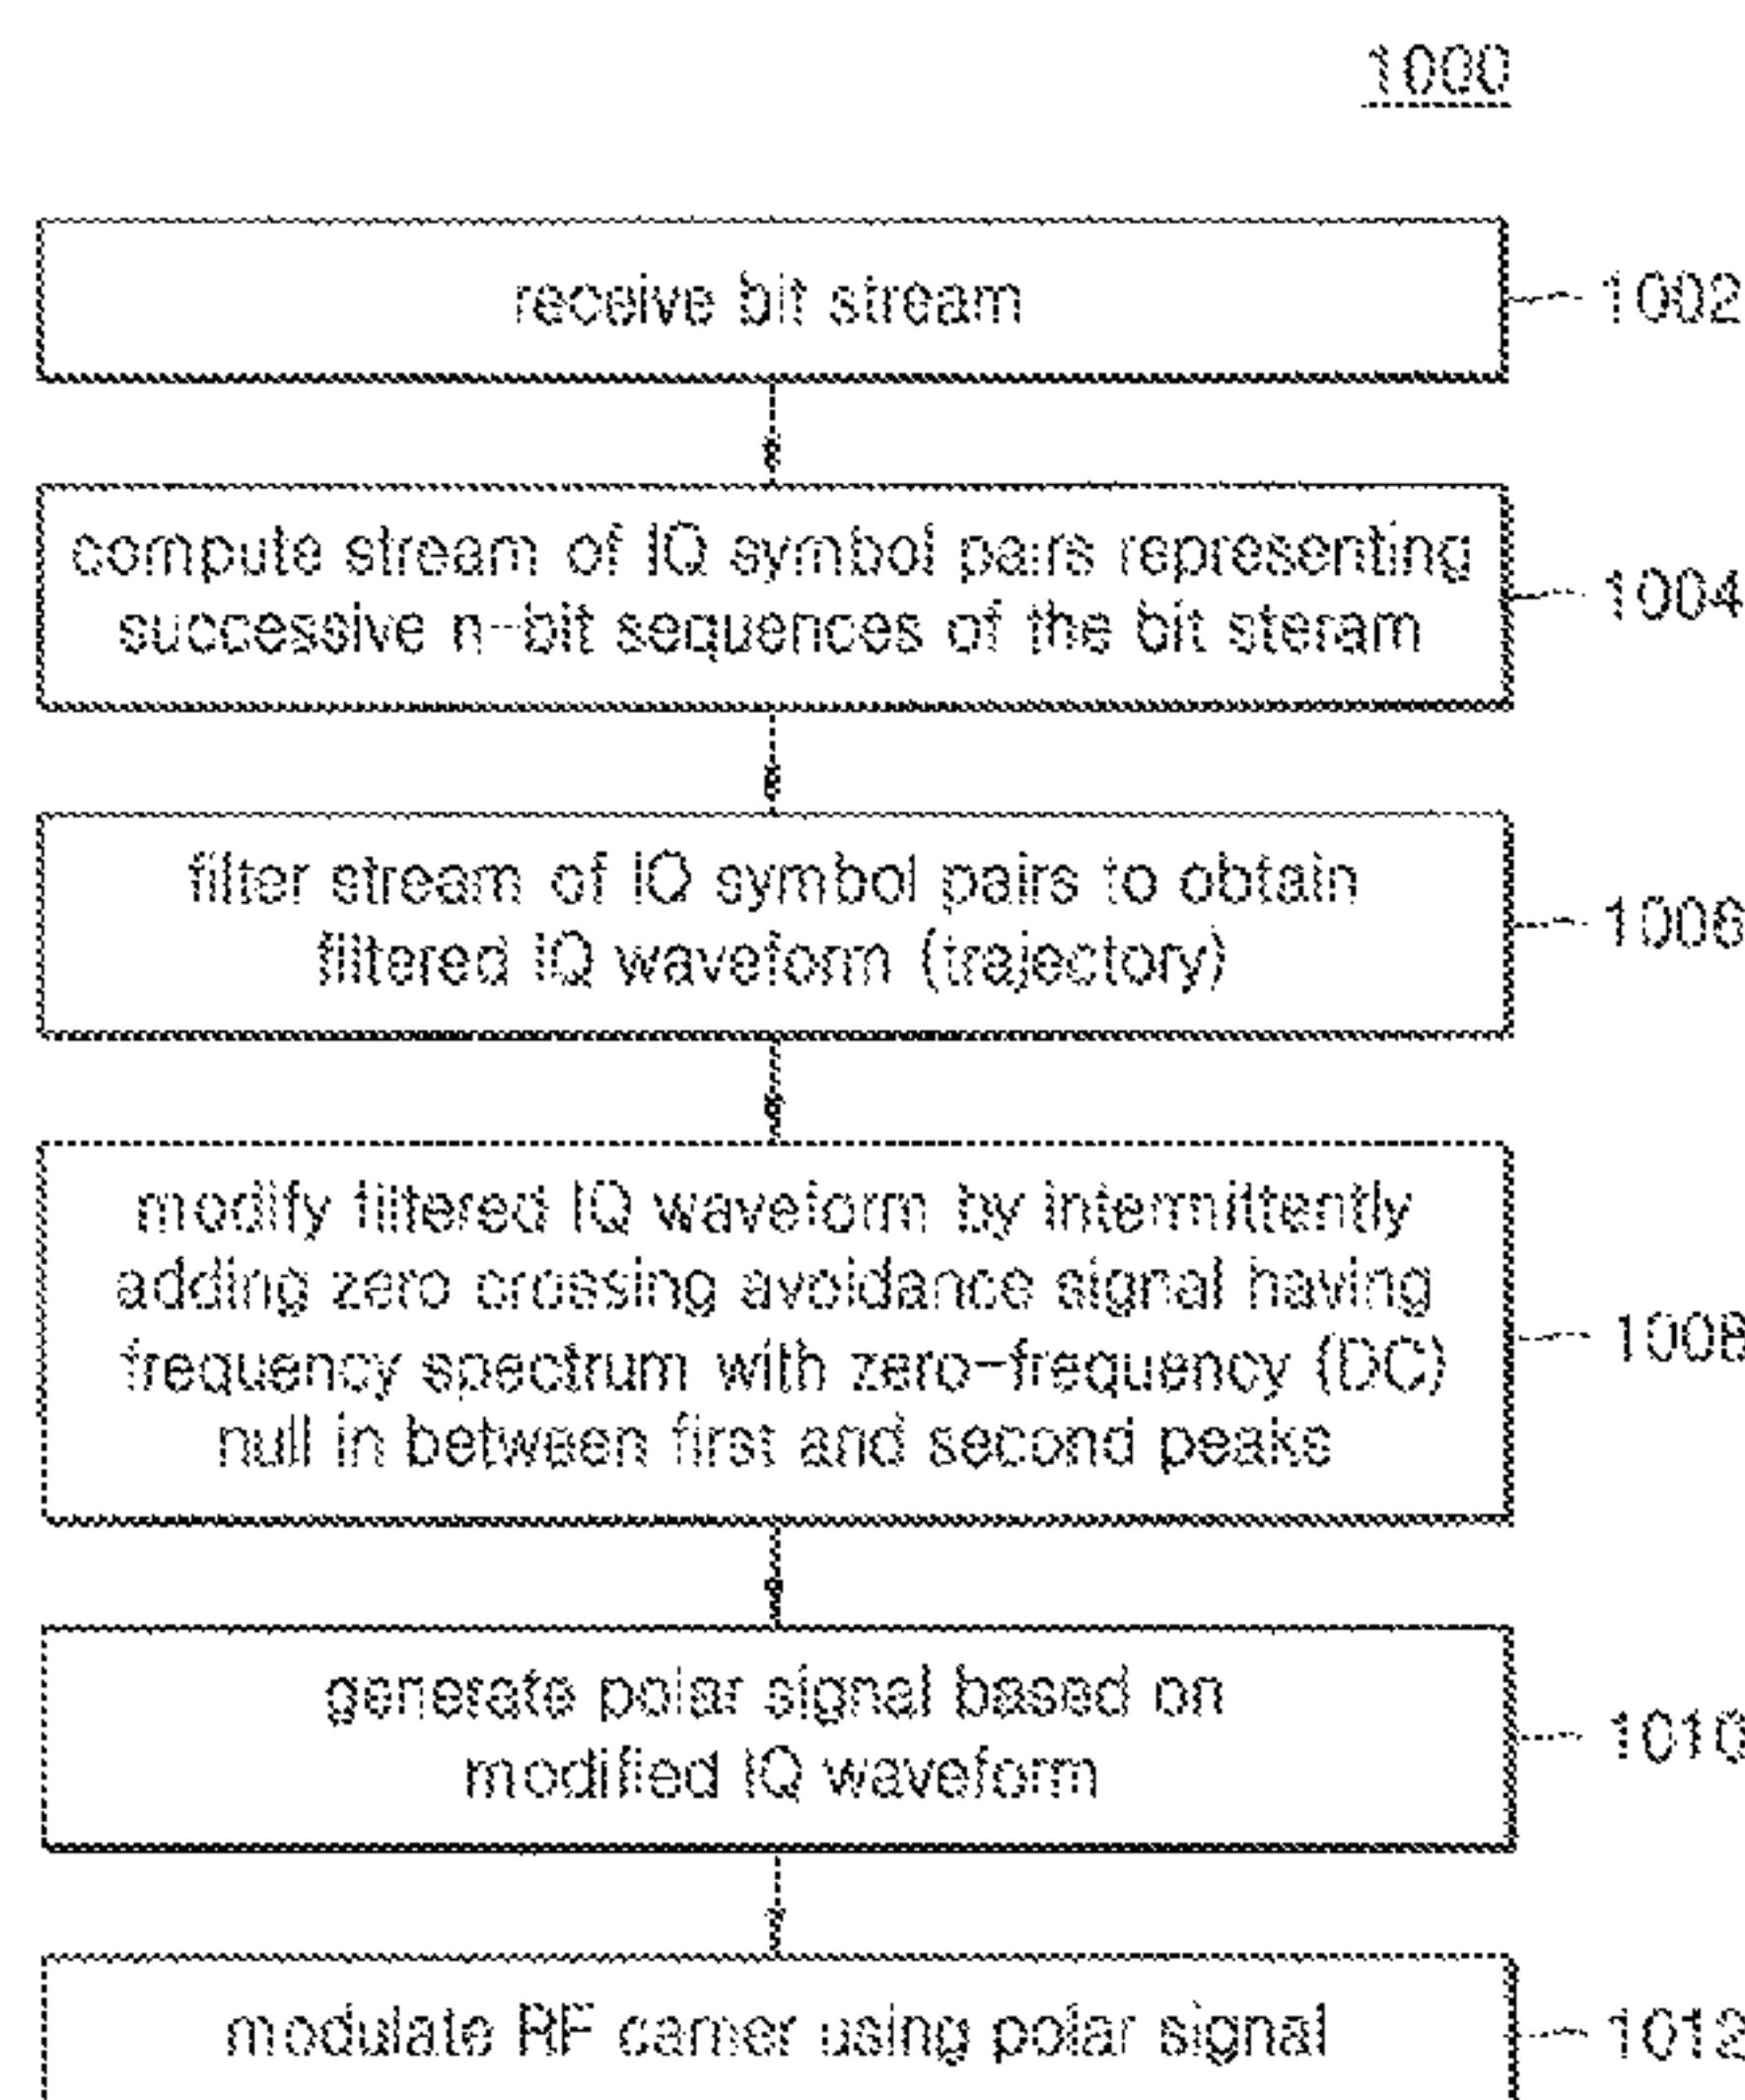 1000
receive bit stream
1002
compute stream of IQ symbol pairs representing
successive n-bit sequences of the bit steram
1004
filter stream of IQ symbol pairs to obtain
filtered IQ waveform (trajectory)
1006
modify filtered IQ waveform by intermittently
adding zero crossing avoidance signal having
frequency spectrum with zero-frequency (DC)
null in between first and second peaks
1008
generate polar signal based on
modified IQ waveform
1010
modulate RF carrier using polar signal
1012